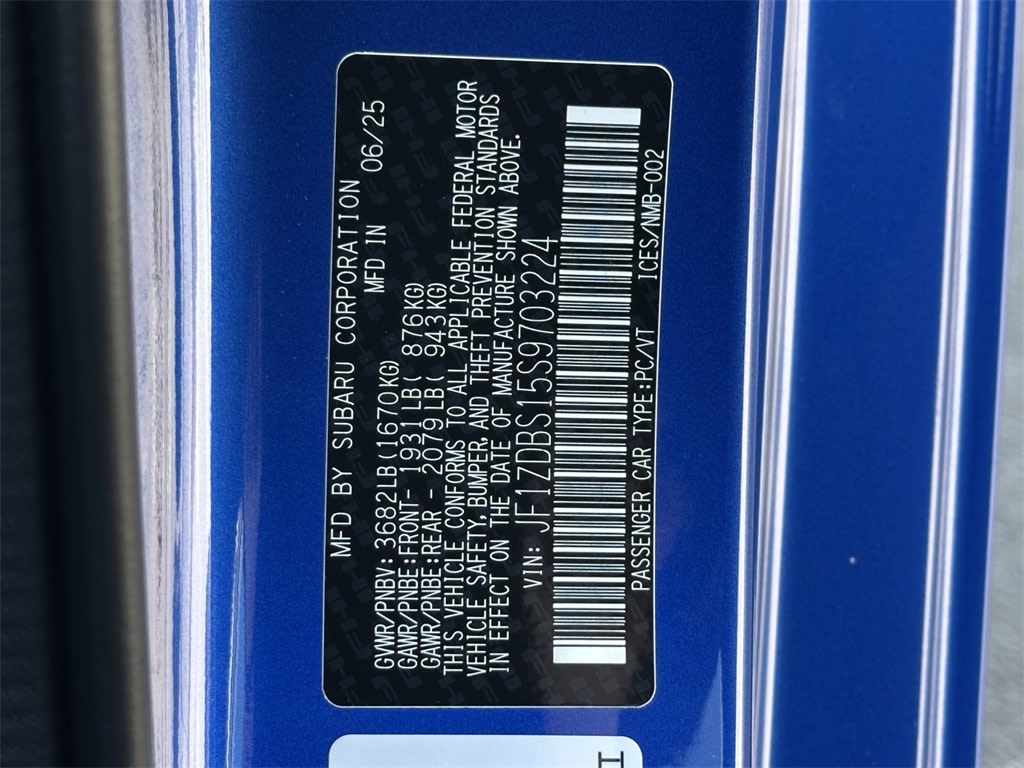 MFD BY SUBARU CORPORATION
MFD IN 06/25
GVWR/PNBV: 3682LB(1670KG)
GAWR/PNBE:FRONT- 1931LB( 876KG)
GAWR/PNBE:REAR - 2079LB( 943KG)
THIS VEHICLE CONFORMS TO ALL APPLICABLE FEDERAL MOTOR
VEHICLE SAFETY, BUMPER, AND THEFT PREVENTION STANDARDS
IN EFFECT ON THE DATE OF MANUFACTURE SHOWN ABOVE.
VIN: JF1ZDBS15S9703224
PASSENGER CAR TYPE:PC/VT ICES/NMB-002